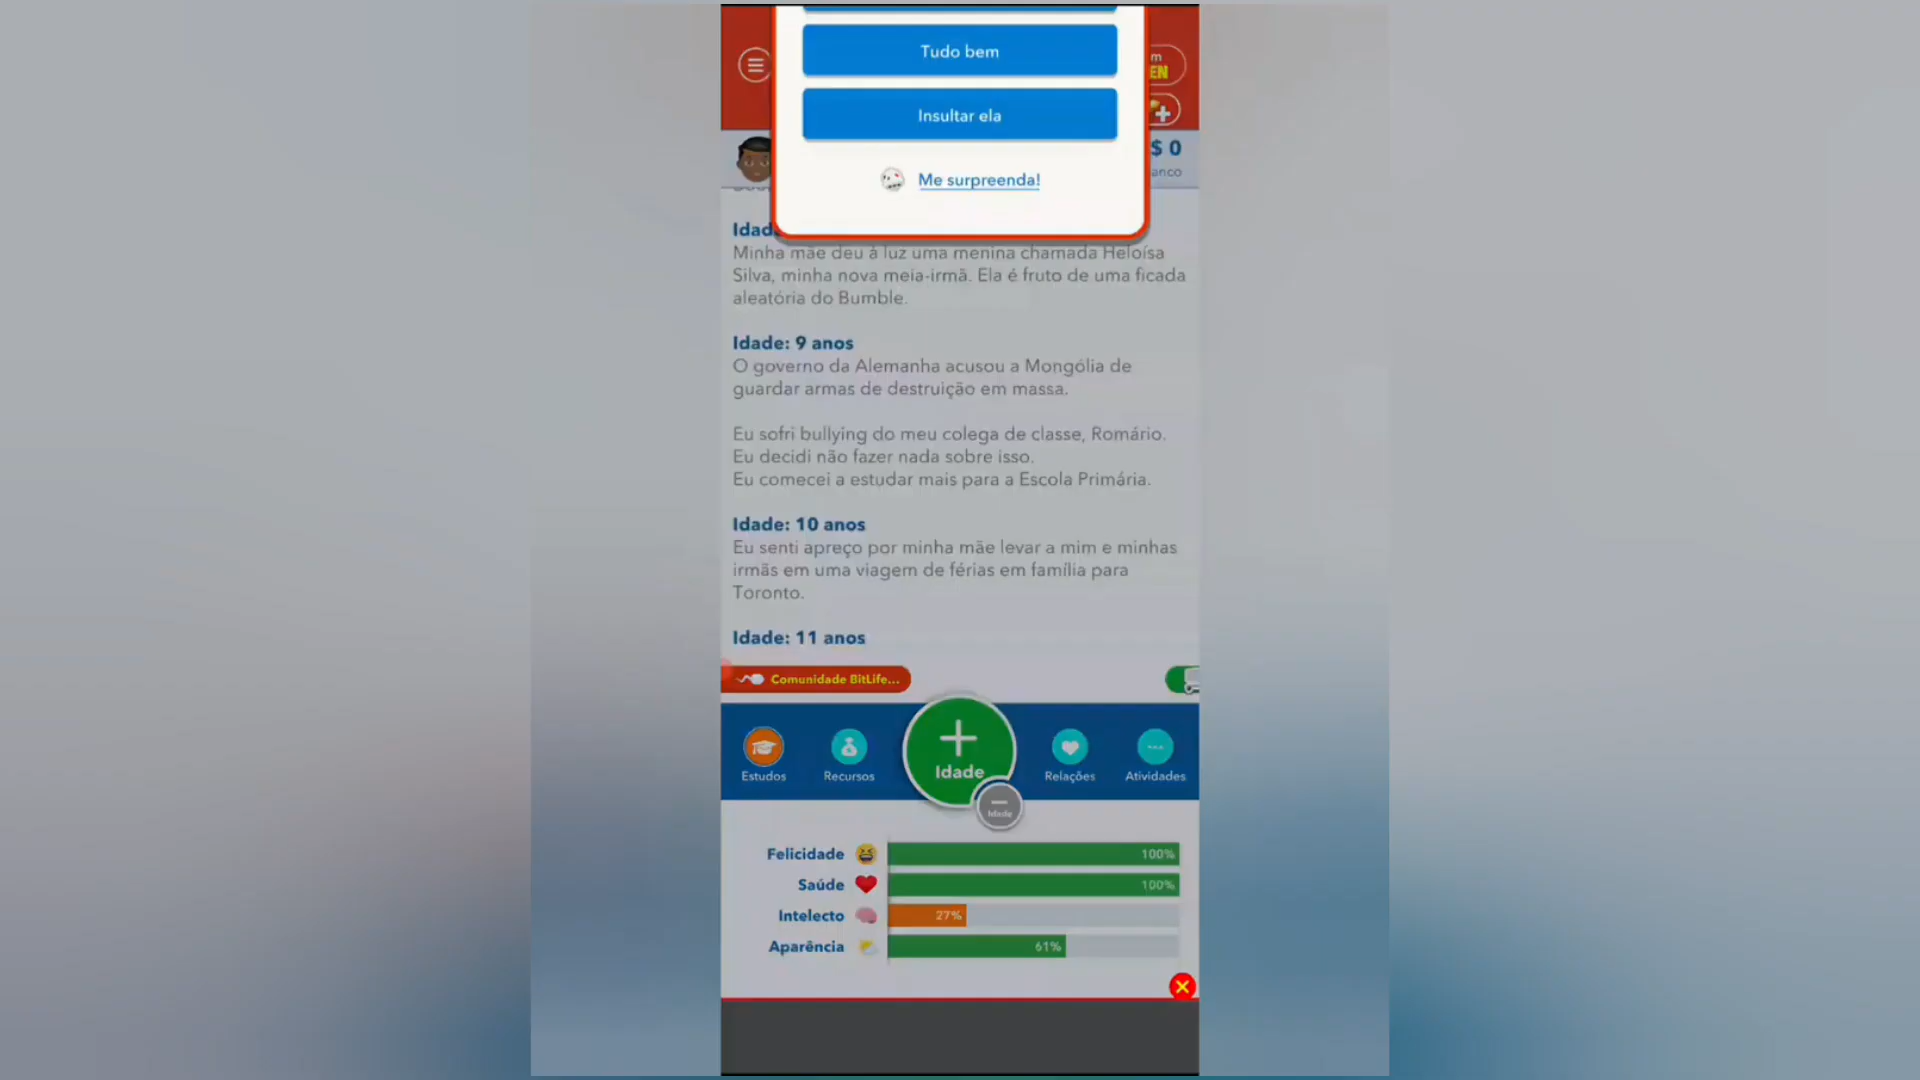 Tudo bem
Insultar ela
Me surpreenda!
EN
$ 0
anco
Idad
Minha mãe deu à luz uma menina chamada Heloísa
Silva, minha nova meia-irmã. Ela é fruto de uma ficada
aleatória do Bumble.
Idade: 9 anos
O governo da Alemanha acusou a Mongólia de
guardar armas de destruição em massa.
Eu sofri bullying do meu colega de classe, Romário.
Eu decidi não fazer nada sobre isso.
Eu comecei a estudar mais para a Escola Primária.
Idade: 10 anos
Eu senti apreço por minha mãe levar a mim e minhas
irmãs em uma viagem de férias em família para
Toronto.
Idade: 11 anos
Comunidade BitLife...
Idade
Estudos
Recursos
Relações
Atividades
Idade
Felicidade 100%
Saúde 100%
Intelecto 27%
Aparência 61%